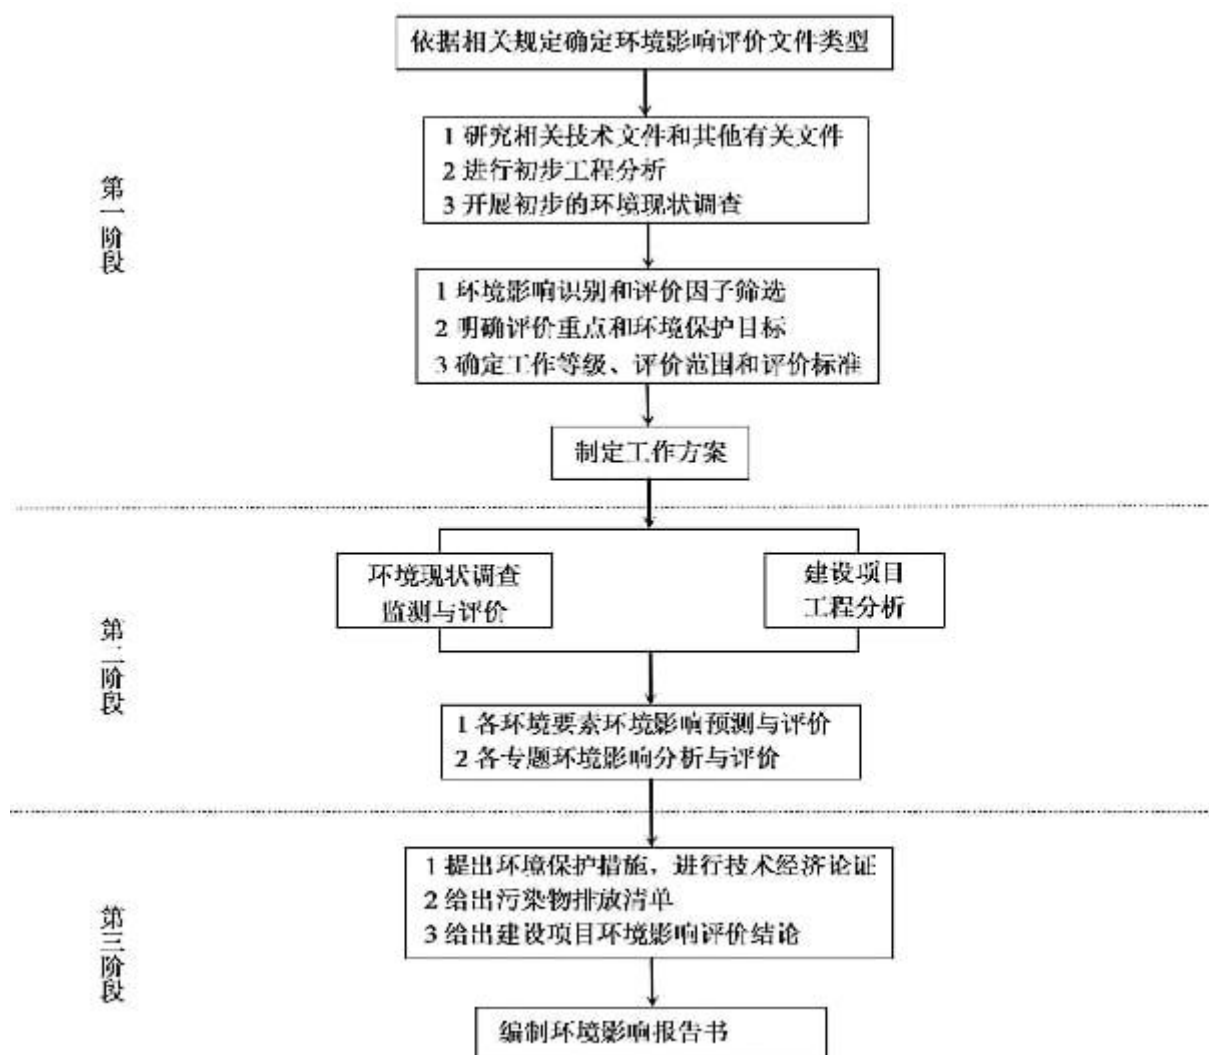 依据相关规定确定环境影响评价文件类型
1 研究相关技术文件和其他有关文件
2 进行初步工程分析
3 开展初步的环境现状调查
第一阶段
1 环境影响识别和评价因子筛选
2 明确评价重点和环境保护目标
3 确定工作等级、评价范围和评价标准
制定工作方案
环境现状调查
监测与评价
建设项目
工程分析
第二阶段
1 各环境要素环境影响预测与评价
2 各专题环境影响分析与评价
1 提出环境保护措施，进行技术经济论证
2 给出污染物排放清单
3 给出建设项目环境影响评价结论
第三阶段
编制环境影响报告书